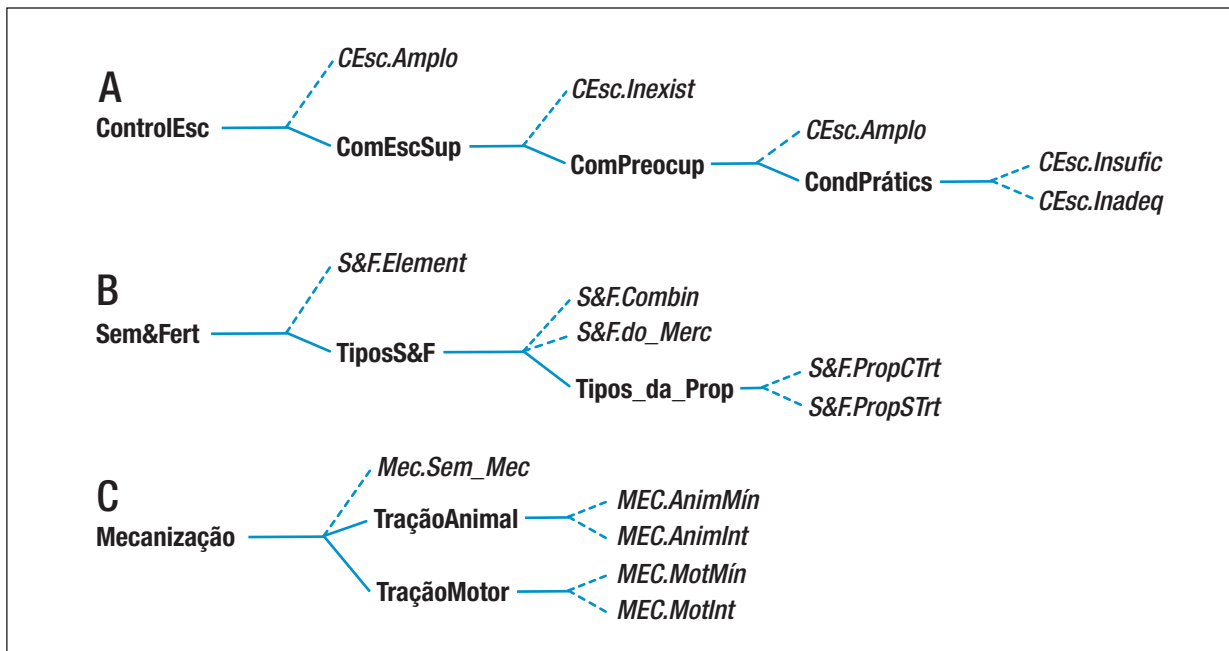 A
ControlEsc
CEsc.Amplo
ComEscSup
CEsc.Inexist
ComPreocup
CEsc.Amplo
CondPrátics
CEsc.Insufic
CEsc.Inadeq
B
Sem&Fert
S&F.Element
TiposS&F
S&F.Combin
S&F.do_Merc
Tipos_da_Prop
S&F.PropCTrt
S&F.PropSTrt
C
Mecanização
Mec.Sem_Mec
TraçãoAnimal
MEC.AnimMín
MEC.AnimInt
TraçãoMotor
MEC.MotMín
MEC.MotInt